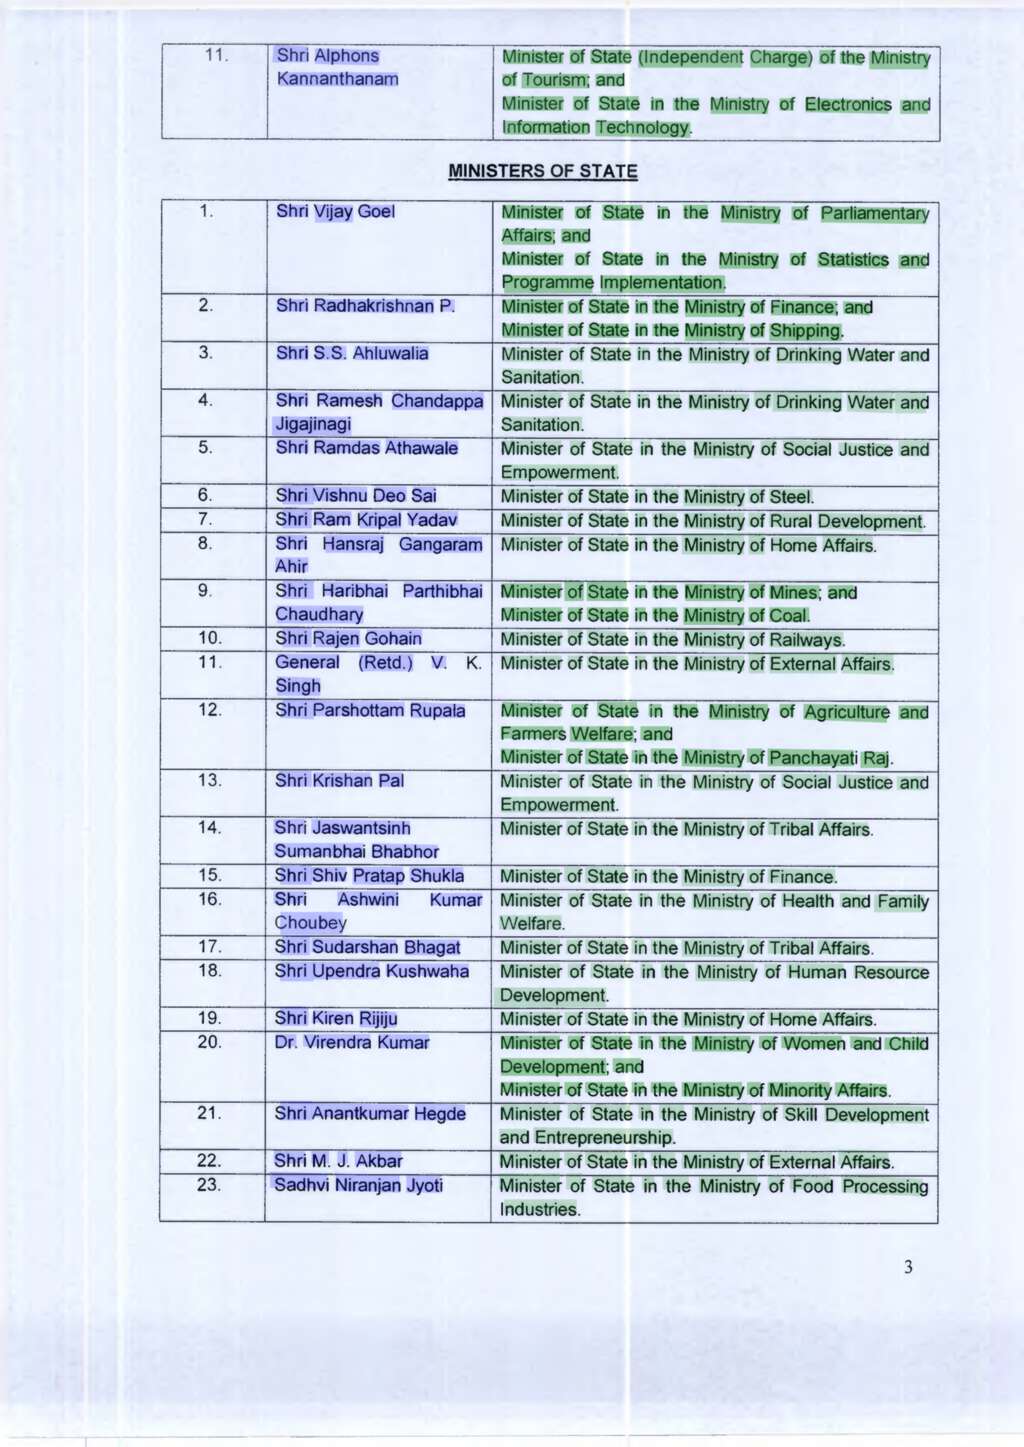 11. Shri Alphons Minister of State (Independent Charge) of the Ministry
Kannanthanam of Tourism; and
Minister of State in the Ministry of Electronics and
Information Technology.
MINISTERS OF STATE
1. Shri Vijay Goel Minister of State in the Ministry of Parliamentary
Affairs; and
Minister of State in the Ministry of Statistics and
Programme Implementation.
2. Shri Radhakrishnan P. Minister of State in the Ministry of Finance; and
Minister of State in the Ministry of Shipping.
3. Shri S.S. Ahluwalia Minister of State in the Ministry of Drinking Water and
Sanitation.
4. Shri Ramesh Chandappa Minister of State in the Ministry of Drinking Water and
Jigajinagi Sanitation.
5. Shri Ramdas Athawale Minister of State in the Ministry of Social Justice and
Empowerment.
6. Shri Vishnu Deo Sai Minister of State in the Ministry of Steel.
7. Shri Ram Kripal Yadav Minister of State in the Ministry of Rural Development.
8. Shri Hansraj Gangaram Minister of State in the Ministry of Home Affairs.
Ahir
9. Shri Haribhai Parthibhai Minister of State in the Ministry of Mines; and
Chaudhary Minister of State in the Ministry of Coal.
10. Shri Rajen Gohain Minister of State in the Ministry of Railways.
11. General (Retd.) V. K. Minister of State in the Ministry of External Affairs.
Singh
12. Shri Parshottam Rupala Minister of State in the Ministry of Agriculture and
Farmers Welfare; and
Minister of State in the Ministry of Panchayati Raj.
13. Shri Krishan Pal Minister of State in the Ministry of Social Justice and
Empowerment.
14. Shri Jaswantsinh Minister of State in the Ministry of Tribal Affairs.
Sumanbhai Bhabhor
15. Shri Shiv Pratap Shukla Minister of State in the Ministry of Finance.
16. Shri Ashwini Kumar Minister of State in the Ministry of Health and Family
Choubey Welfare.
17. Shri Sudarshan Bhagat Minister of State in the Ministry of Tribal Affairs.
18. Shri Upendra Kushwaha Minister of State in the Ministry of Human Resource
Development.
19. Shri Kiren Rijiju Minister of State in the Ministry of Home Affairs.
20. Dr. Virendra Kumar Minister of State in the Ministry of Women and Child
Development; and
Minister of State in the Ministry of Minority Affairs.
21. Shri Anantkumar Hegde Minister of State in the Ministry of Skill Development
and Entrepreneurship.
22. Shri M. J. Akbar Minister of State in the Ministry of External Affairs.
23. Sadhvi Niranjan Jyoti Minister of State in the Ministry of Food Processing
Industries.
3